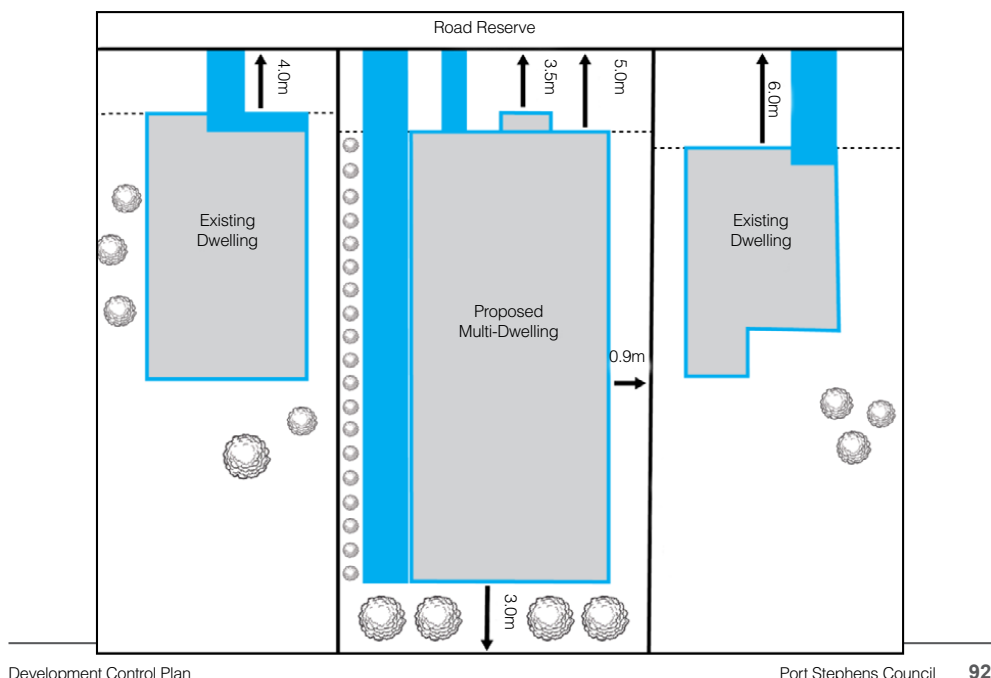 Road Reserve
4.0m
3.5m
5.0m
6.0m
Existing
Dwelling
Existing
Dwelling
Proposed
Multi-Dwelling
0.9m
3.0m
Development Control Plan
Port Stephens Council 92